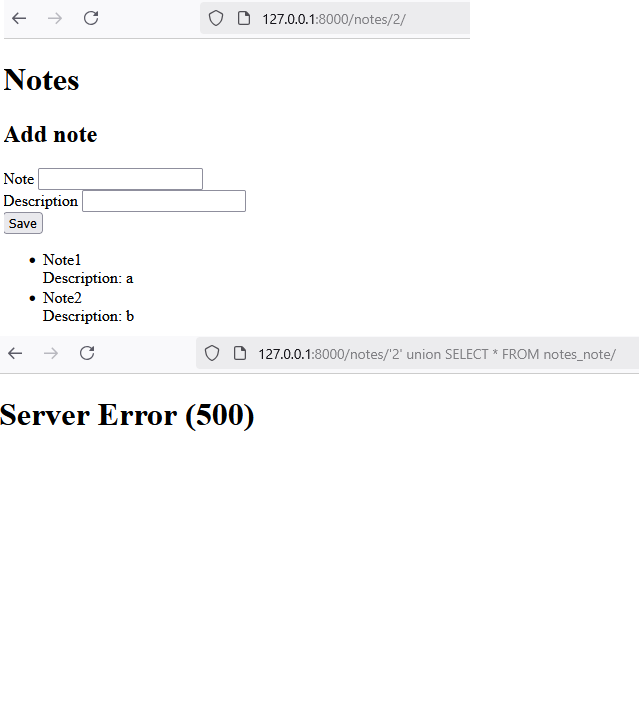 127.0.0.1:8000/notes/2/
Notes
Add note
Note
Description
Save
Note1
Description: a
Note2
Description: b
127.0.0.1:8000/notes/'2' union SELECT * FROM notes_note/
Server Error (500)